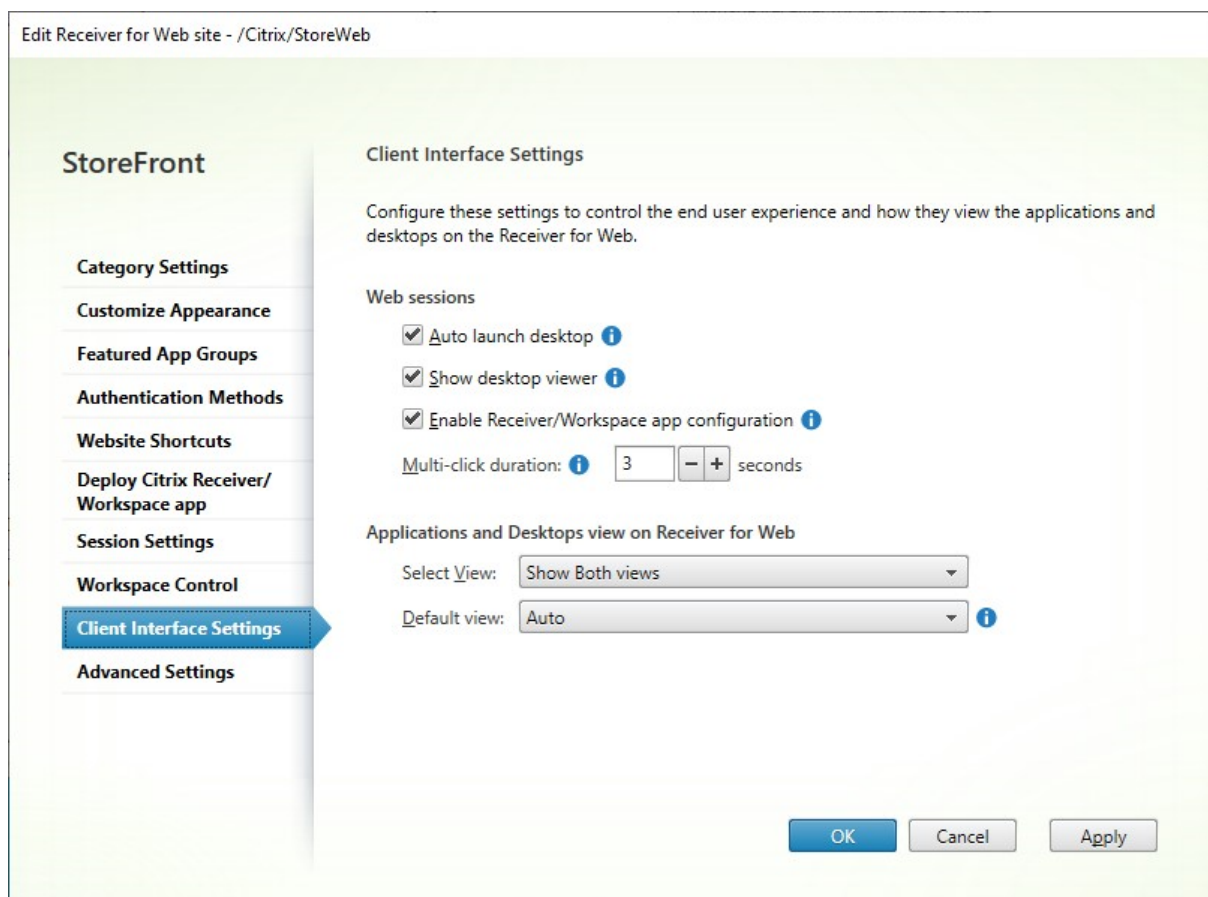 Edit Receiver for Web site - /Citrix/StoreWeb
StoreFront
Category Settings
Customize Appearance
Featured App Groups
Authentication Methods
Website Shortcuts
Deploy Citrix Receiver/
Workspace app
Session Settings
Workspace Control
Client Interface Settings
Advanced Settings
Client Interface Settings
Configure these settings to control the end user experience and how they view the applications and
desktops on the Receiver for Web.
Web sessions
Auto launch desktop
Show desktop viewer
Enable Receiver/Workspace app configuration
Multi-click duration: 3 seconds
Applications and Desktops view on Receiver for Web
Select View: Show Both views
Default view: Auto
OK Cancel Apply